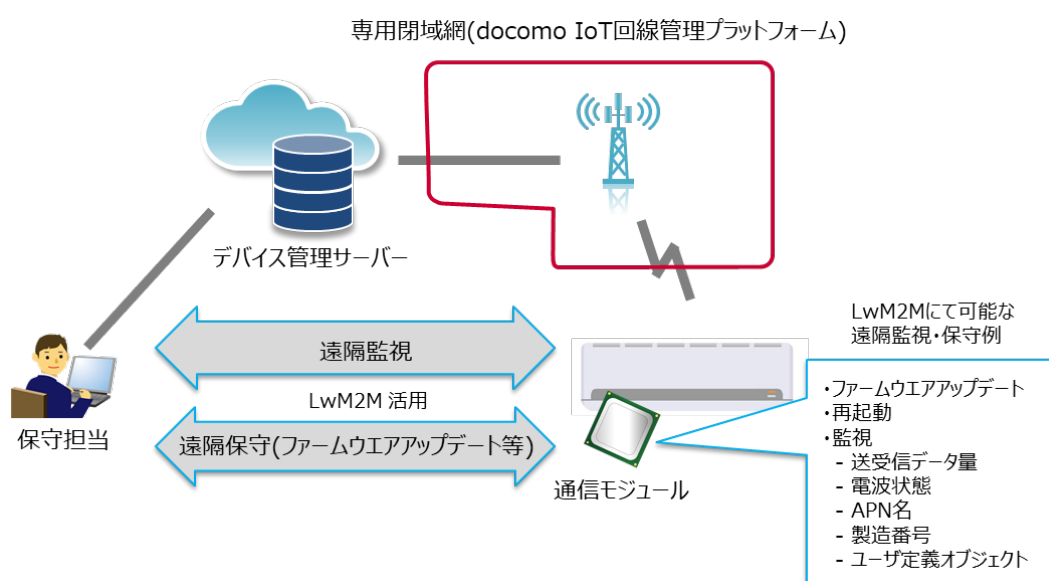 専用閉域網(docomo IoT回線管理プラットフォーム)
デバイス管理サーバー
LwM2Mにて可能な
遠隔監視・保守例
遠隔監視
LwM2M 活用
遠隔保守(ファームウエアアップデート等)
保守担当
通信モジュール
・ファームウエアアップデート
・再起動
・監視
- 送受信データ量
- 電波状態
- APN名
- 製造番号
- ユーザ定義オブジェクト